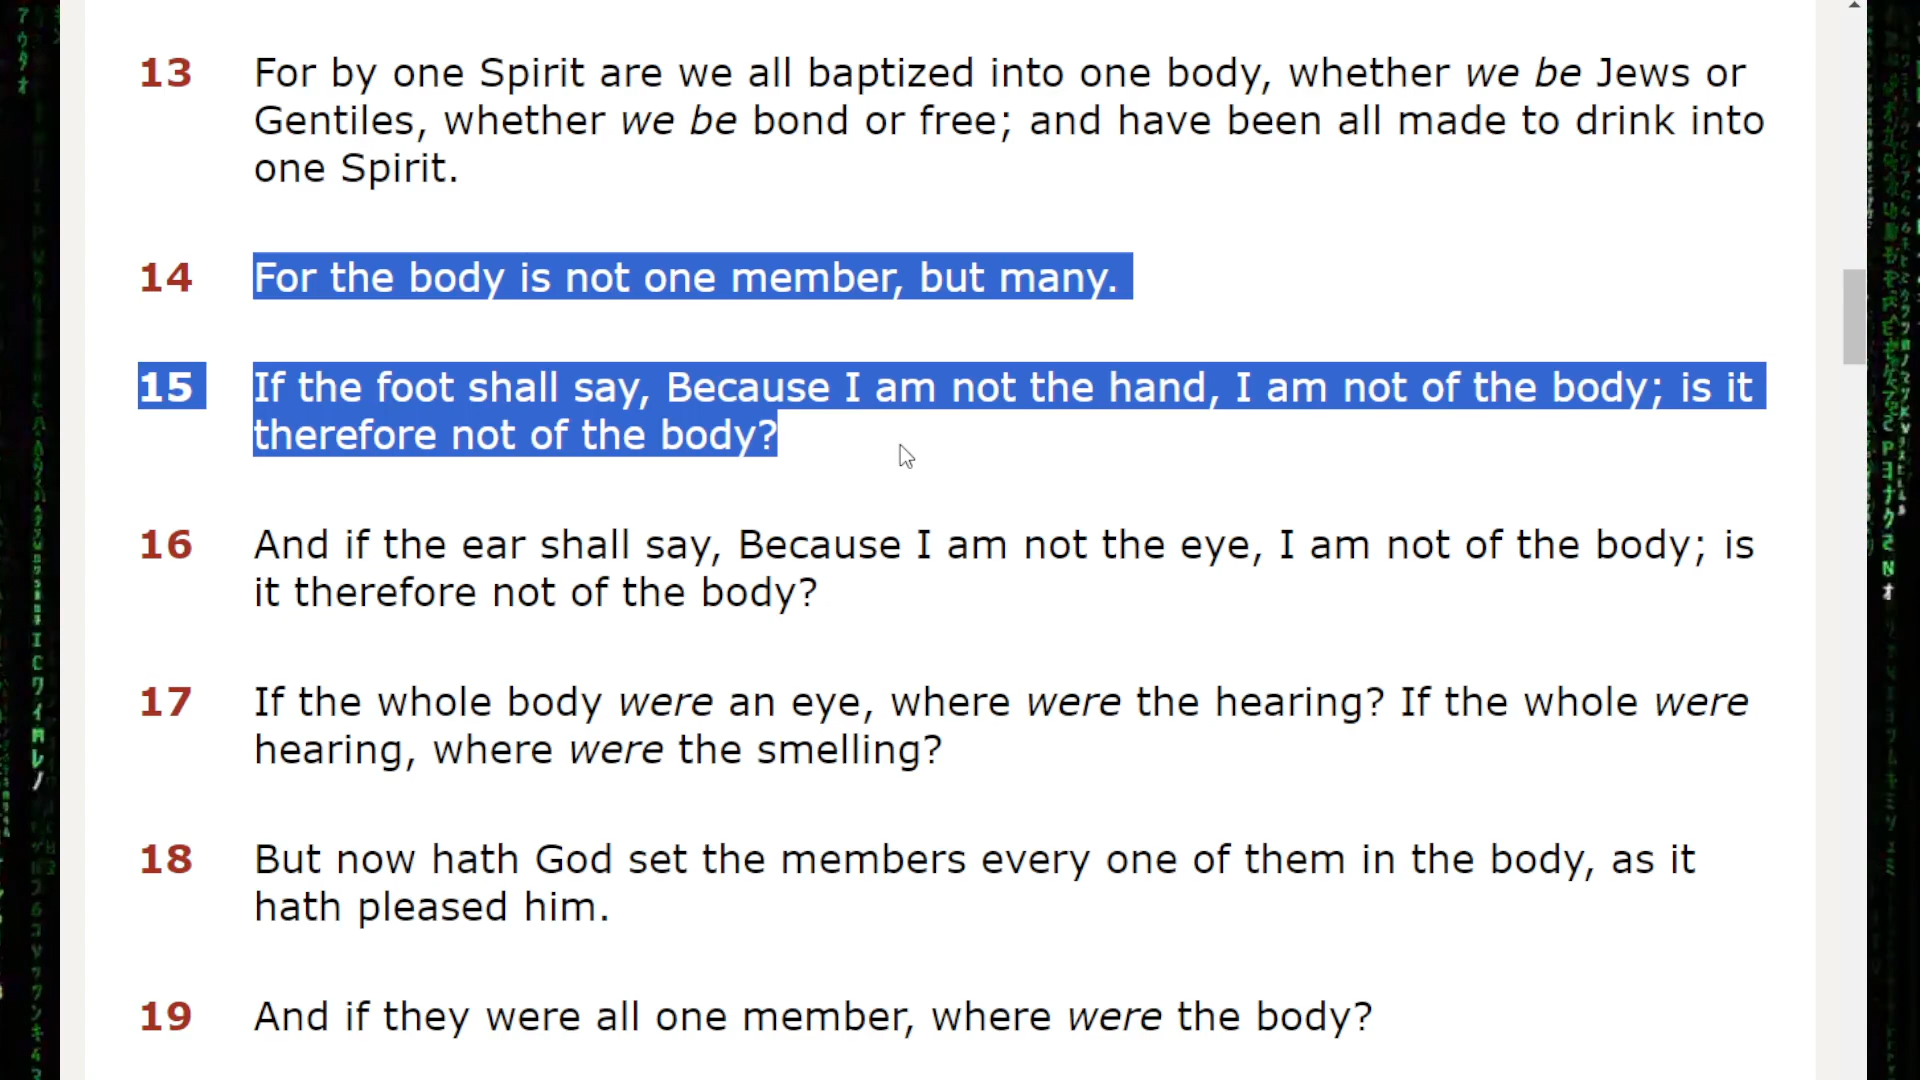 13 For by one Spirit are we all baptized into one body, whether we be Jews or
Gentiles, whether we be bond or free; and have been all made to drink into
one Spirit.
14 For the body is not one member, but many.
15 If the foot shall say, Because I am not the hand, I am not of the body; is it
therefore not of the body?
16 And if the ear shall say, Because I am not the eye, I am not of the body; is
it therefore not of the body?
17 If the whole body were an eye, where were the hearing? If the whole were
hearing, where were the smelling?
18 But now hath God set the members every one of them in the body, as it
hath pleased him.
19 And if they were all one member, where were the body?